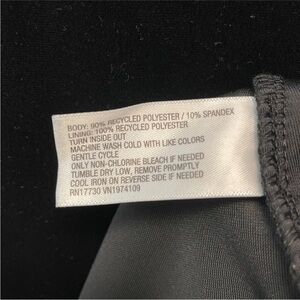 BODY: 90% RECYCLED POLYESTER / 10% SPANDEX
LINING: 100% RECYCLED POLYESTER
TURN INSIDE OUT
MACHINE WASH COLD WITH LIKE COLORS
GENTLE CYCLE
ONLY NON-CHLORINE BLEACH IF NEEDED
TUMBLE DRY LOW, REMOVE PROMPTLY
COOL IRON ON REVERSE SIDE IF NEEDED
RN17730 VN1974109